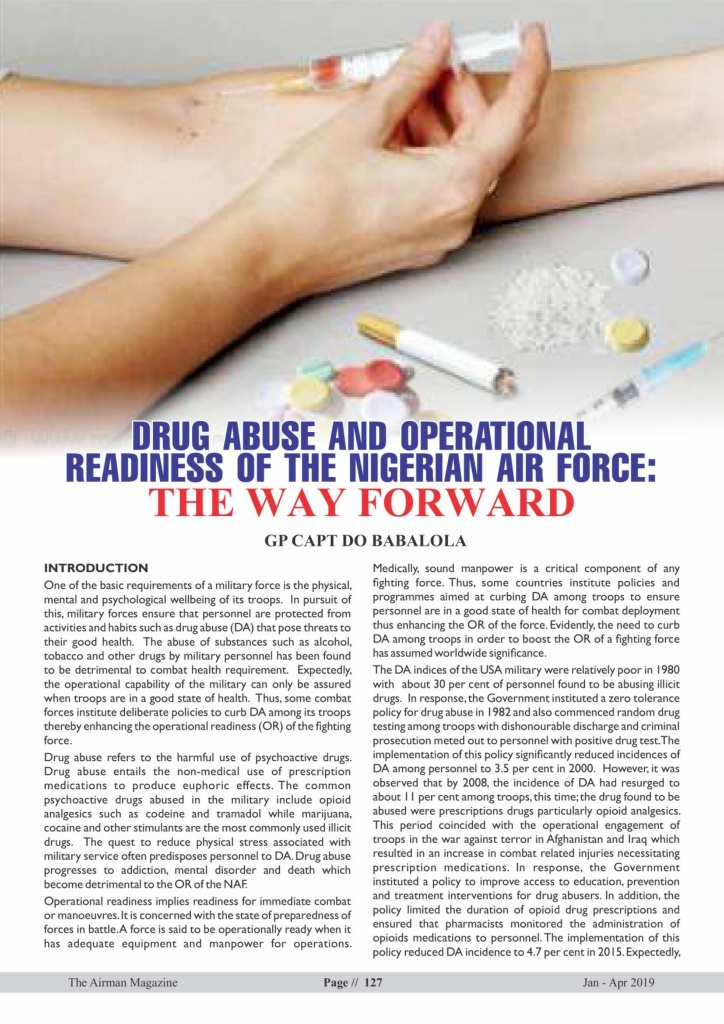 DRUG ABUSE AND OPERATIONAL
READINESS OF THE NIGERIAN AIR FORCE:
THE WAY FORWARD
GP CAPT DO BABALOLA
INTRODUCTION
One of the basic requirements of a military force is the physical,
mental and psychological wellbeing of its troops. In pursuit of
this, military forces ensure that personnel are protected from
activities and habits such as drug abuse (DA) that pose threats to
their good health. The abuse of substances such as alcohol,
tobacco and other drugs by military personnel has been found
to be detrimental to combat health requirement. Expectedly,
the operational capability of the military can only be assured
when troops are in a good state of health. Thus, some combat
forces institute deliberate policies to curb DA among its troops
thereby enhancing the operational readiness (OR) of the fighting
force.
Drug abuse refers to the harmful use of psychoactive drugs.
Drug abuse entails the non-medical use of prescription
medications to produce euphoric effects. The common
psychoactive drugs abused in the military include opioid
analgesics such as codeine and tramadol while marijuana,
cocaine and other stimulants are the most commonly used illicit
drugs. The quest to reduce physical stress associated with
military service often predisposes personnel to DA. Drug abuse
progresses to addiction, mental disorder and death which
become detrimental to the OR of the NAF.
Operational readiness implies readiness for immediate combat
or manoeuvres. It is concerned with the state of preparedness of
forces in battle. A force is said to be operationally ready when it
has adequate equipment and manpower for operations.
Medically, sound manpower is a critical component of any
fighting force. Thus, some countries institute policies and
programmes aimed at curbing DA among troops to ensure
personnel are in a good state of health for combat deployment
thus enhancing the OR of the force. Evidently, the need to curb
DA among troops in order to boost the OR of a fighting force
has assumed worldwide significance.
The DA indices of the USA military were relatively poor in 1980
with about 30 per cent of personnel found to be abusing illicit
drugs. In response, the Government instituted a zero tolerance
policy for drug abuse in 1982 and also commenced random drug
testing among troops with dishonourable discharge and criminal
prosecution meted out to personnel with positive drug test. The
implementation of this policy significantly reduced incidences of
DA among personnel to 3.5 per cent in 2000. However, it was
observed that by 2008, the incidence of DA had resurged to
about 11 per cent among troops, this time; the drug found to be
abused were prescriptions drugs particularly opioid analgesics.
This period coincided with the operational engagement of
troops in the war against terror in Afghanistan and Iraq which
resulted in an increase in combat related injuries necessitating
prescription medications. In response, the Government
instituted a policy to improve access to education, prevention
and treatment interventions for drug abusers. In addition, the
policy limited the duration of opioid drug prescriptions and
ensured that pharmacists monitored the administration of
opioids medications to personnel. The implementation of this
policy reduced DA incidence to 4.7 per cent in 2015. Expectedly,
The Airman Magazine
Page // 127
Jan - Apr 2019